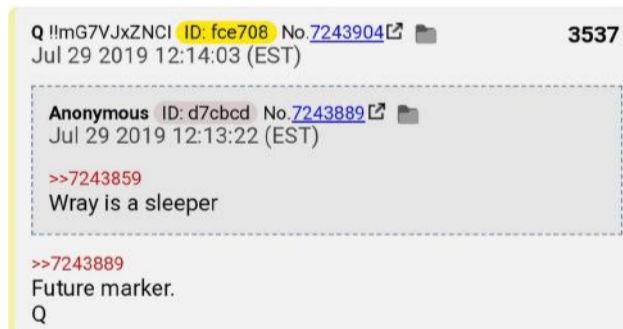 Q !!mG7VJxZNCI ID: fce708 No.7243904 3537
Jul 29 2019 12:14:03 (EST)
Anonymous ID: d7cbcd No.7243889
Jul 29 2019 12:13:22 (EST)
>>7243859
Wray is a sleeper
>>7243889
Future marker.
Q